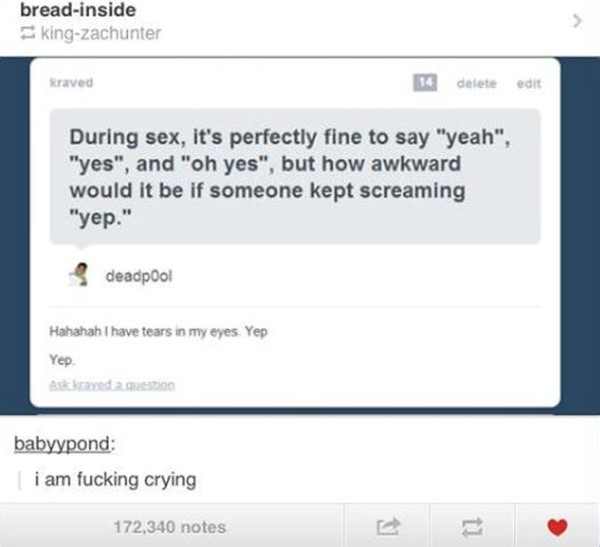 bread-inside
king-zachunter
kraved 14 delete edit
During sex, it's perfectly fine to say "yeah",
"yes", and "oh yes", but how awkward
would it be if someone kept screaming
"yep."
deadp0ol
Hahahah I have tears in my eyes. Yep
Yep.
Ask kraved a question
babyypond:
i am fucking crying
172,340 notes